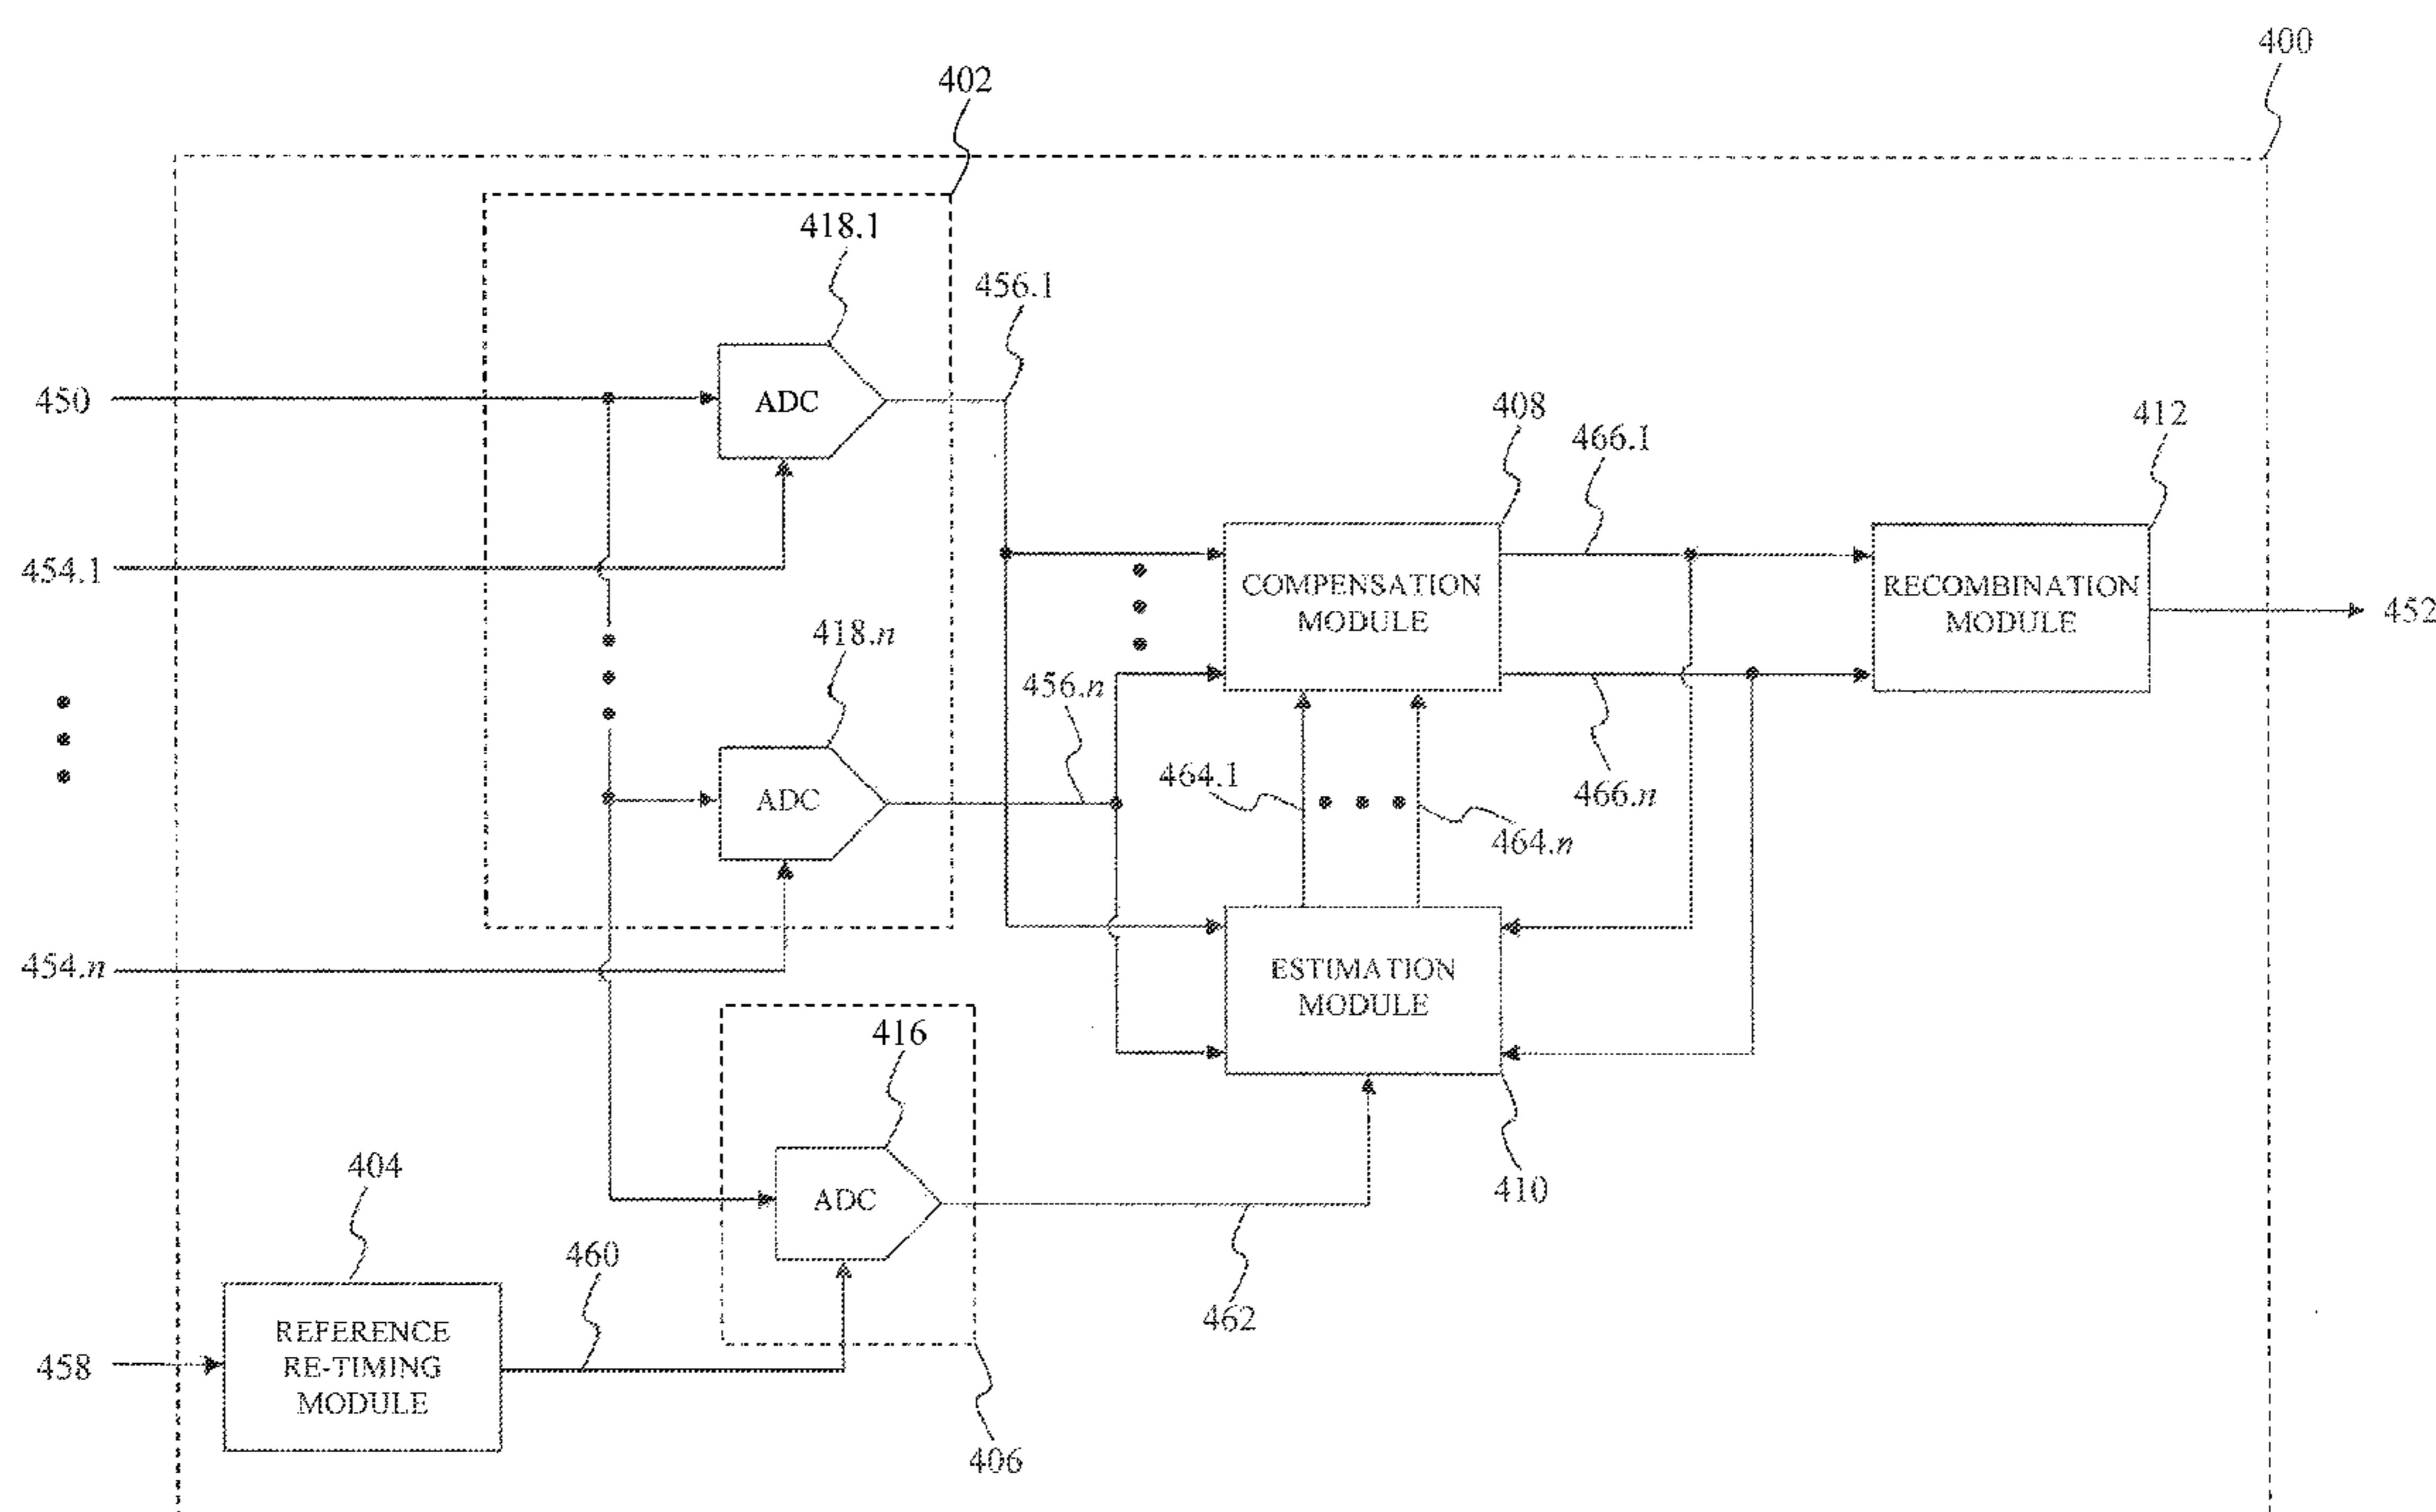 400
402
418.1
456.1
450
ADC
408
466.1
412
454.1
COMPENSATION
MODULE
RECOMBINATION
MODULE
452
418.n
456.n
464.1
466.n
ADC
464.n
454.n
ESTIMATION
MODULE
416
404
ADC
410
460
462
458
REFERENCE
RE-TIMING
MODULE
406